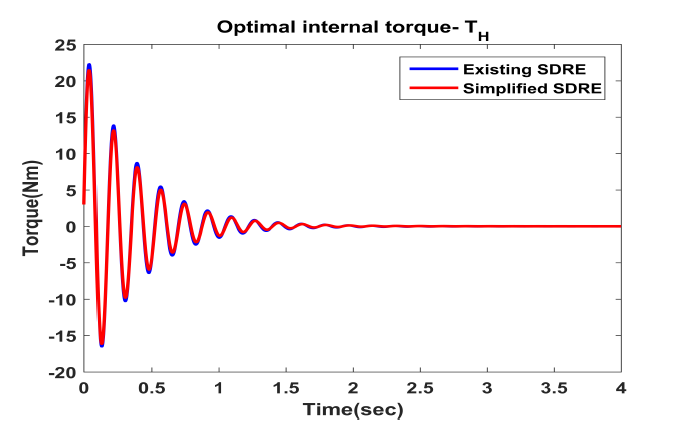 Optimal internal torque- T_H
25
20
15
10
5
0
-5
-10
-15
-20
Torque(Nm)
Existing SDRE
Simplified SDRE
0 0.5 1 1.5 2 2.5 3 3.5 4
Time(sec)